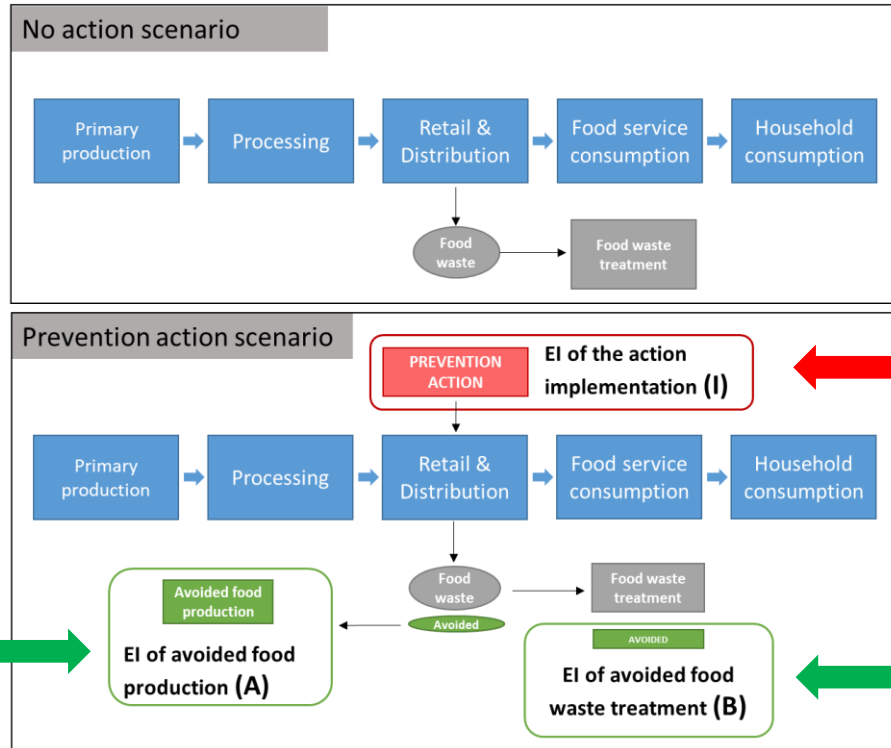 No action scenario
Primary
production
Processing
Retail &
Distribution
Food service
consumption
Household
consumption
Food
waste
Food waste
treatment
Prevention action scenario
PREVENTION
ACTION
EI of the action
implementation (I)
Primary
production
Processing
Retail &
Distribution
Food service
consumption
Household
consumption
Avoided food
production
EI of avoided food
production (A)
Food
waste
Avoided
Food waste
treatment
AVOIDED
EI of avoided food
waste treatment (B)